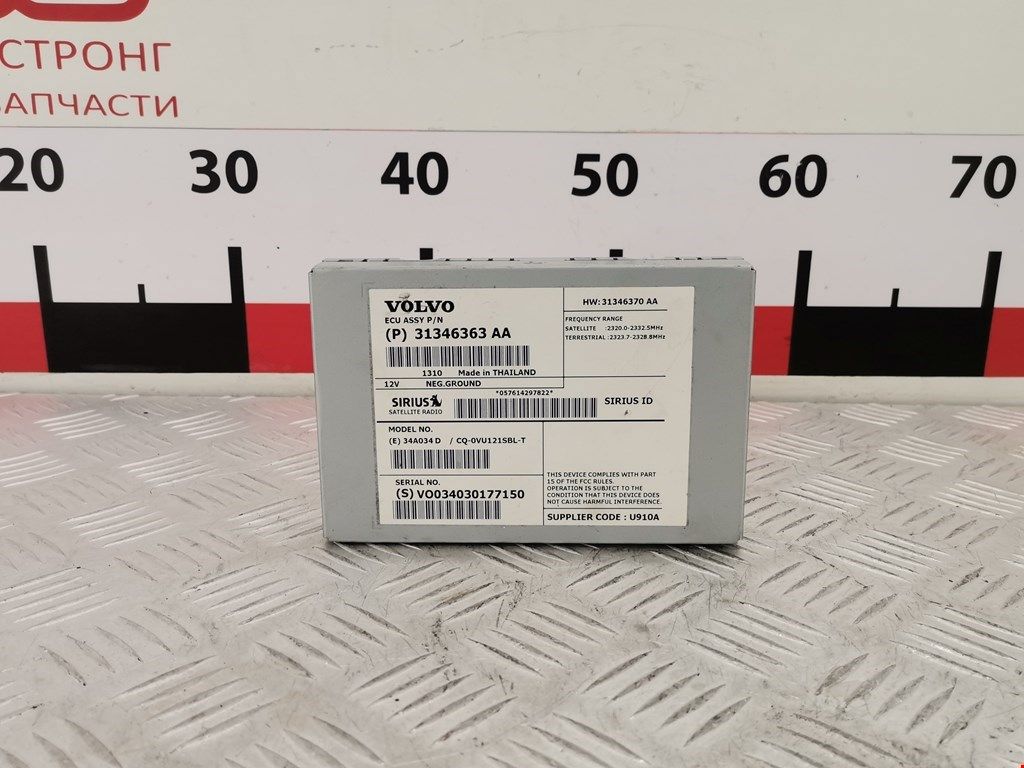 СТРОНГ
ЗАПЧАСТИ
20 30 40 50 60 70
VOLVO
ECU ASSY P/N
(P) 31346363 AA
1310 Made in THAILAND
12V NEG.GROUND
HW: 31346370 AA
FREQUENCY RANGE
SATELLITE :2320.0-2332.5MHz
TERRESTRIAL :2323.7-2328.8MHz
*057614297822*
SIRIUS
SATELLITE RADIO
SIRIUS ID
MODEL NO.
(E) 34A034 D / CQ-0VU121SBL-T
SERIAL NO.
(S) VO034030177150
THIS DEVICE COMPLIES WITH PART
15 OF THE FCC RULES.
OPERATION IS SUBJECT TO THE
CONDITION THAT THIS DEVICE DOES
NOT CAUSE HARMFUL INTERFERENCE.
SUPPLIER CODE : U910A